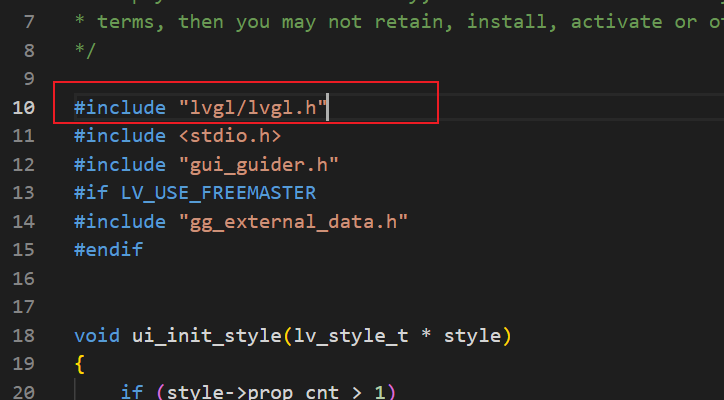 7 * terms, then you may not retain, install, activate or
8 */
9
10 #include "lvgl/lvgl.h"
11 #include <stdio.h>
12 #include "gui_guider.h"
13 #if LV_USE_FREEMASTER
14 #include "gg_external_data.h"
15 #endif
16
17
18 void ui_init_style(lv_style_t * style)
19 {
20 if (style->prop_cnt > 1)